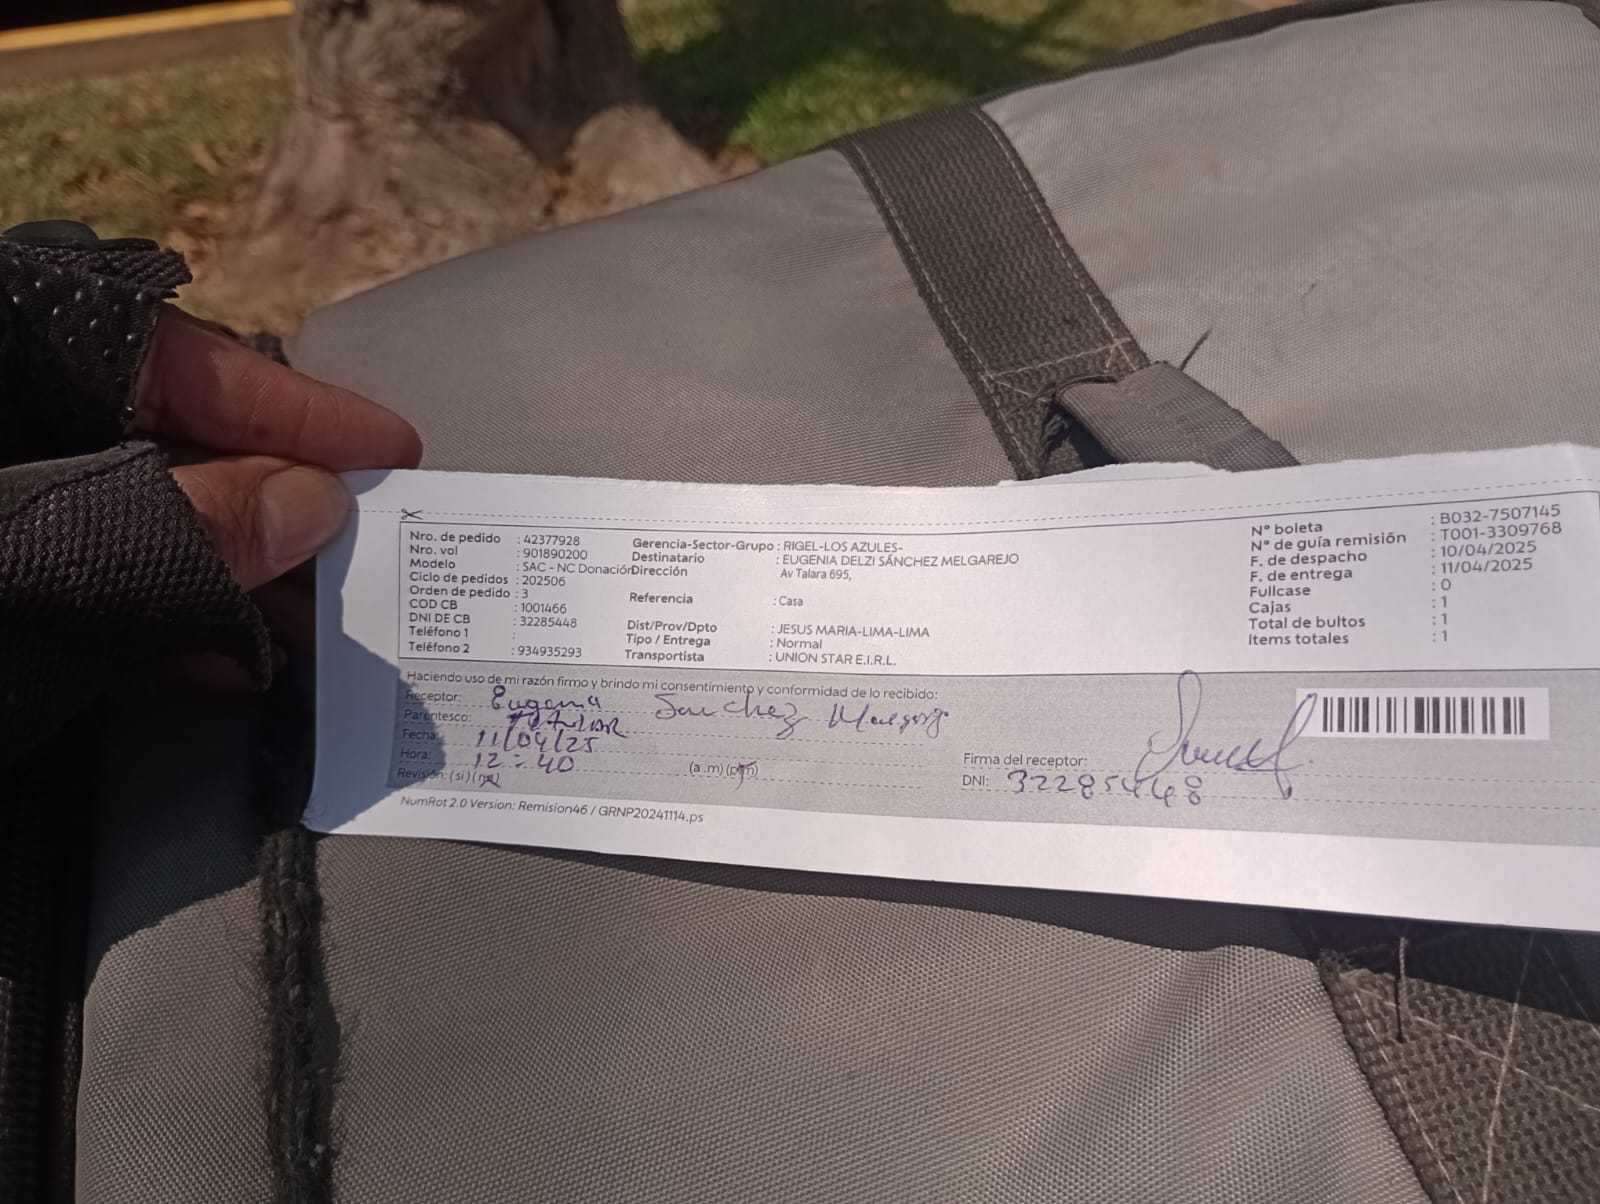 Nro. de pedido : 42377928
Nro. vol : 901890200
Modelo : SAC - NC Donación
Ciclo de pedidos : 202506
Orden de pedido : 3
COD CB : 1001466
DNI DE CB : 32285448
Teléfono 1 :
Teléfono 2 : 934935293
Gerencia-Sector-Grupo : RIGEL-LOS AZULES-
Destinatario : EUGENIA DELZI SÁNCHEZ MELGAREJO
Dirección Av Talara 695,
Referencia : Casa
Dist/Prov/Dpto : JESUS MARIA-LIMA-LIMA
Tipo / Entrega : Normal
Transportista : UNION STAR E.I.R.L.
N° boleta : B032-7507145
N° de guía remisión : T001-3309768
F. de despacho : 10/04/2025
F. de entrega : 11/04/2025
Fullcase : 0
Cajas : 1
Total de bultos : 1
Items totales : 1
Haciendo uso de mi razón firmo y brindo mi consentimiento y conformidad de lo recibido:
Receptor: Eugenia Sanchez
Parentesco: TITULAR
Fecha: 11/04/25
Hora: 12:40 (a.m) (pm)
Revisión: (si) (no)
Firma del receptor:
DNI: 32285448
NumRot 2.0 Version: Remision46 / GRNP20241114.ps